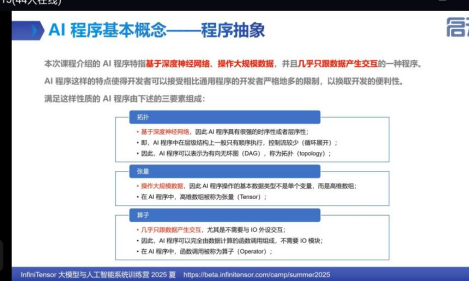 15(44人在线)
AI 程序基本概念——程序抽象
启元
本次课程介绍的 AI 程序特指基于深度神经网络，操作大规模数据，并且几乎只跟数据产生交互的一种程序。
AI 程序这样的特点使得开发者可以接受相比通用程序的开发者严格地多的限制，以换取开发的便利性。
满足这样性质的 AI 程序由下述的三要素组成：
拓扑
• 基于深度神经网络，因此 AI 程序具有很强的时序性或者层序性；
• 即，AI 程序中在层级结构上一般只有顺序执行，控制流较少（循环展开）；
• 因此，AI 程序可以表示为有向无环图（DAG），称为拓扑（topology）；
张量
• 操作大规模数据，因此 AI 程序操作的基本数据类型不是单个变量，而是高维数组；
• 在 AI 程序中，高维数组被称为张量（Tensor）；
算子
• 几乎只跟数据产生交互，尤其是不需要与 IO 外设交互；
• 因此，AI 程序可以完全由数据计算的函数调用组成，不需要 IO 模块；
• 在 AI 程序中，函数调用被称为算子（Operator）；
InfiniTensor 大模型与人工智能系统训练营 2025 夏 https://beta.infinitensor.com/camp/summer2025